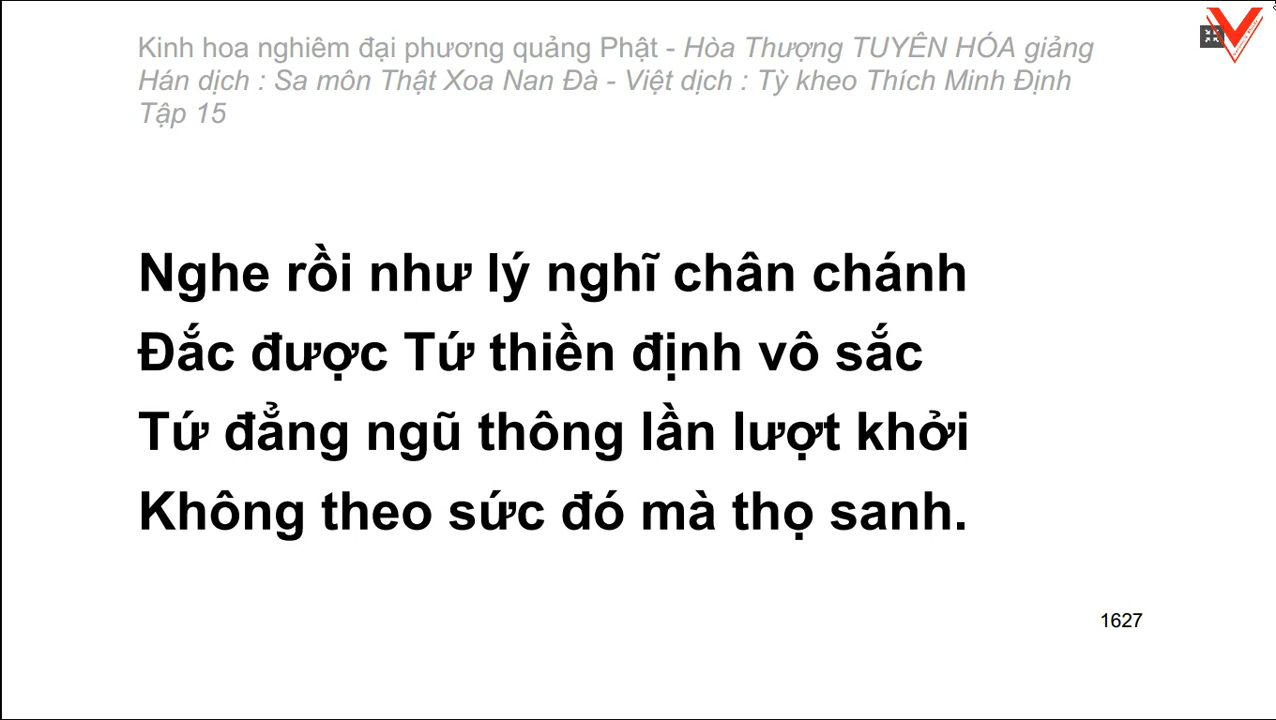 Kinh hoa nghiêm đại phương quảng Phật - Hòa Thượng TUYÊN HÓA giảng
Hán dịch : Sa môn Thật Xoa Nan Đà - Việt dịch : Tỳ kheo Thích Minh Định
Tập 15
Nghe rồi như lý nghĩ chân chánh
Đắc được Tứ thiền định vô sắc
Tứ đẳng ngũ thông lần lượt khởi
Không theo sức đó mà thọ sanh.
1627